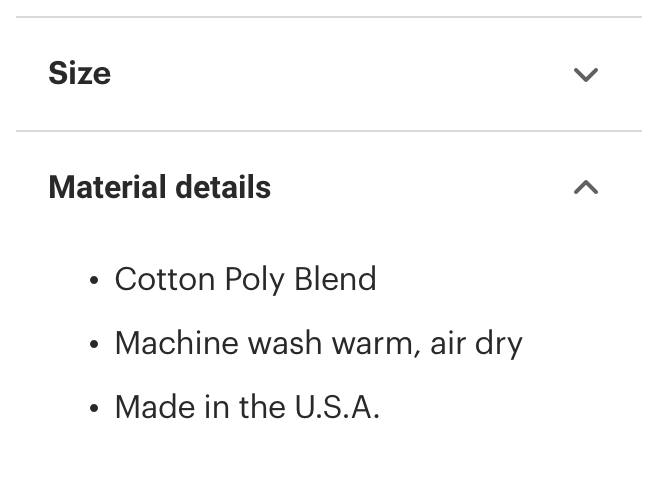 Size
Material details
• Cotton Poly Blend
• Machine wash warm, air dry
• Made in the U.S.A.